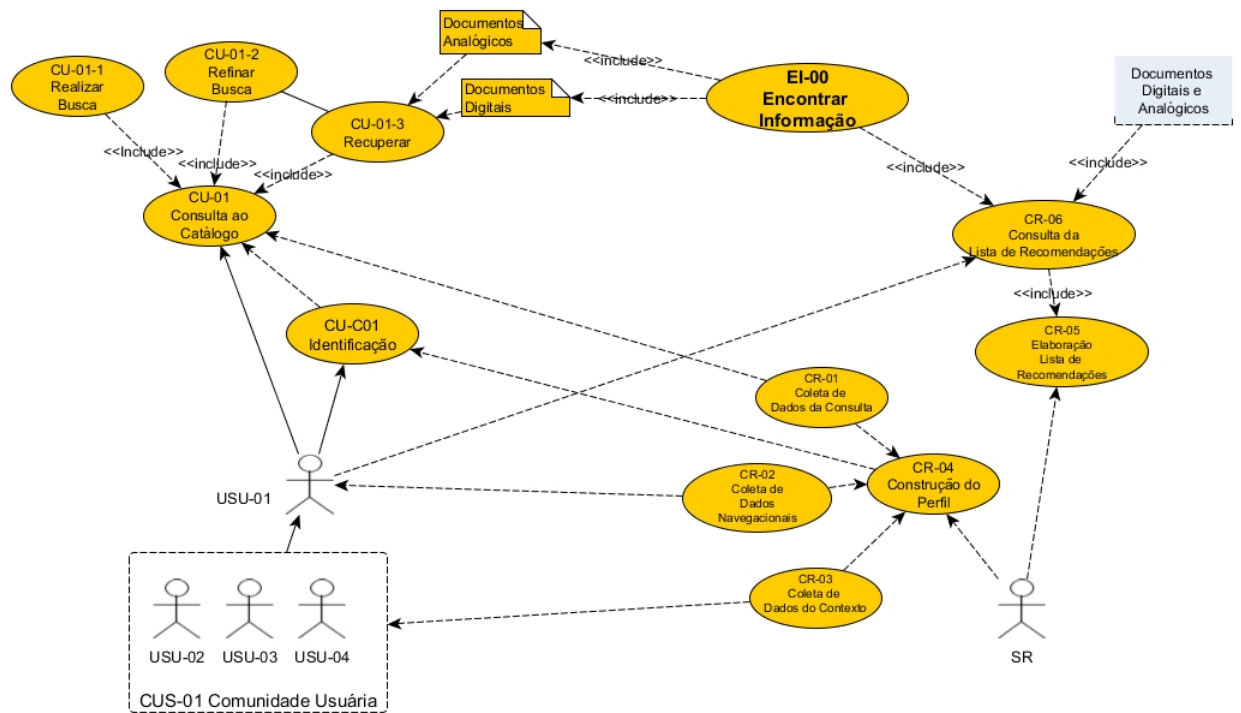 Documentos
Analógicos
CU-01-1
Realizar
Busca
CU-01-2
Refinar
Busca
<<include>>
EI-00
Encontrar
Informação
Documentos
Digitais e
Analógicos
Documentos
Digitais
<<include>>
CU-01-3
Recuperar
<<Include>>
<<include>>
<<include>>
<<include>>
<<include>>
CU-01
Consulta ao
Catálogo
CR-06
Consulta da
Lista de Recomendações
<<include>>
CU-C01
Identificação
CR-05
Elaboração
Lista de
Recomendações
CR-01
Coleta de
Dados da Consulta
USU-01
CR-02
Coleta de
Dados
Navegacionais
CR-04
Construção do
Perfil
CR-03
Coleta de
Dados do Contexto
USU-02
USU-03
USU-04
SR
CUS-01 Comunidade Usuária